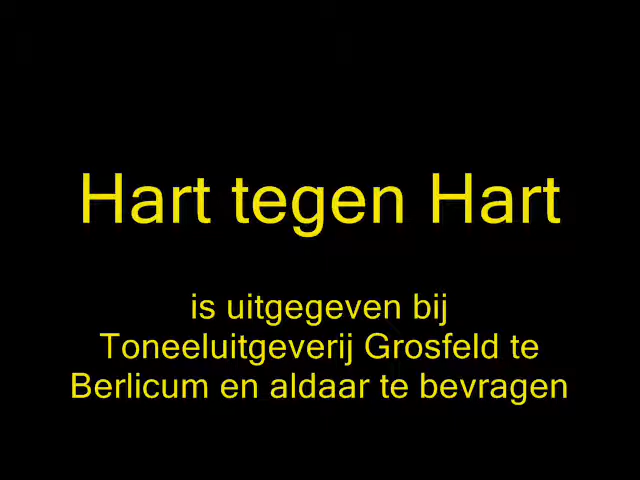 Hart tegen Hart
is uitgegeven bij
Toneeluitgeverij Grosfeld te
Berlicum en aldaar te bevragen